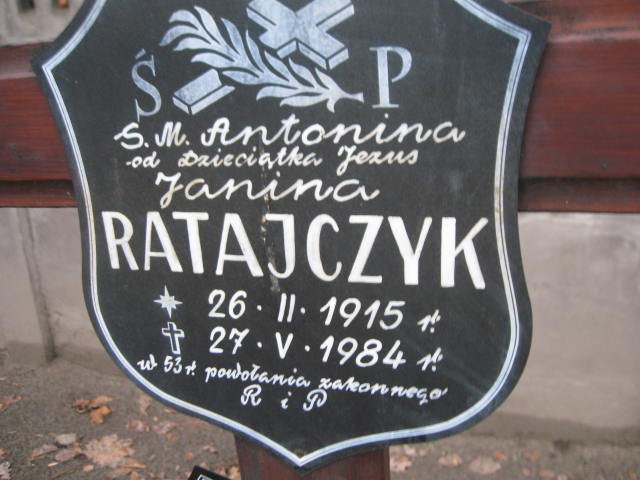 Ś P
S. M. Antonina
od Dzieciątka Jezus
Janina
RATAJCZYK
26 · II · 1915 r.
27 · V · 1984 r.
w 53 r. powołania zakonnego
R i P